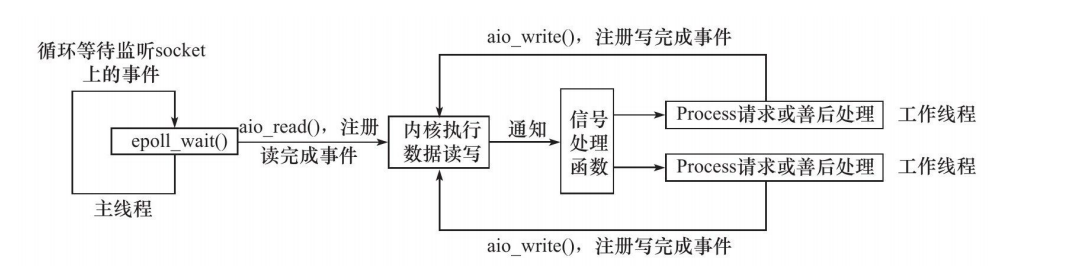 aio_write()，注册写完成事件
循环等待监听socket
上的事件
epoll_wait()
aio_read()，注册
读完成事件
主线程
内核执行
数据读写
通知
信号
处理
函数
Process请求或善后处理
工作线程
Process请求或善后处理
工作线程
aio_write()，注册写完成事件